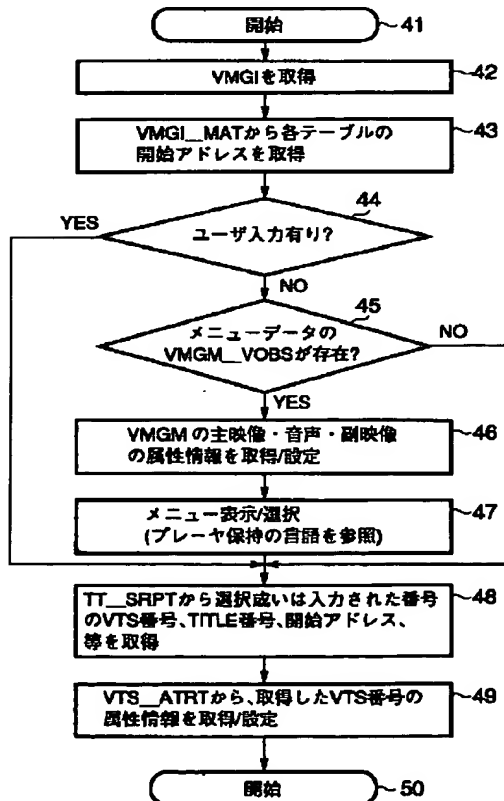 開始
41
VMGIを取得
42
VMGI__MATから各テーブルの
開始アドレスを取得
43
44
YES
ユーザ入力有り?
NO
45
メニューデータの
VMGM__VOBSが存在?
NO
YES
VMGMの主映像・音声・副映像
の属性情報を取得/設定
46
メニュー表示/選択
(プレーヤ保持の言語を参照)
47
TT__SRPTから選択或いは入力された番号
のVTS番号、TITLE番号、開始アドレス、
等を取得
48
VTS__ATRTから、取得したVTS番号の
属性情報を取得/設定
49
開始
50